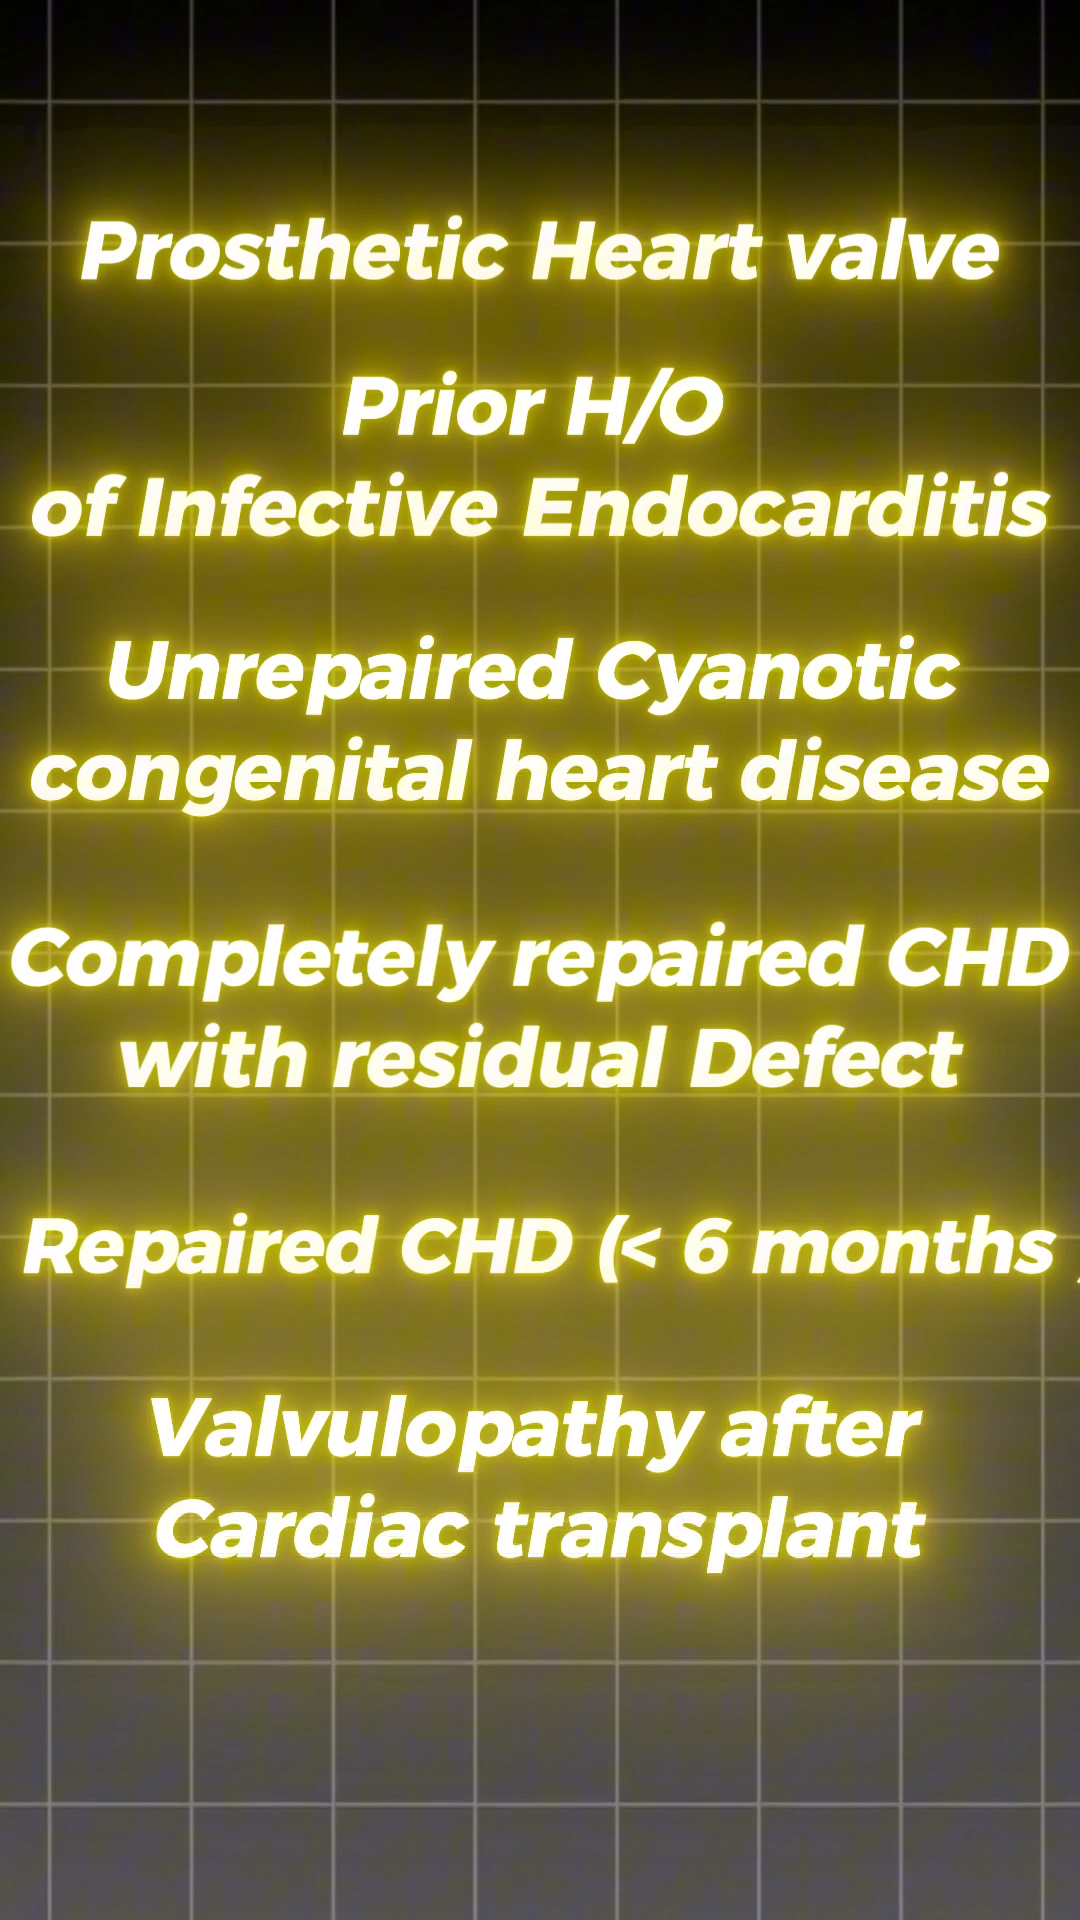 Prosthetic Heart valve
Prior H/O
of Infective Endocarditis
Unrepaired Cyanotic
congenital heart disease
Completely repaired CHD
with residual Defect
Repaired CHD (< 6 months )
Valvulopathy after
Cardiac transplant